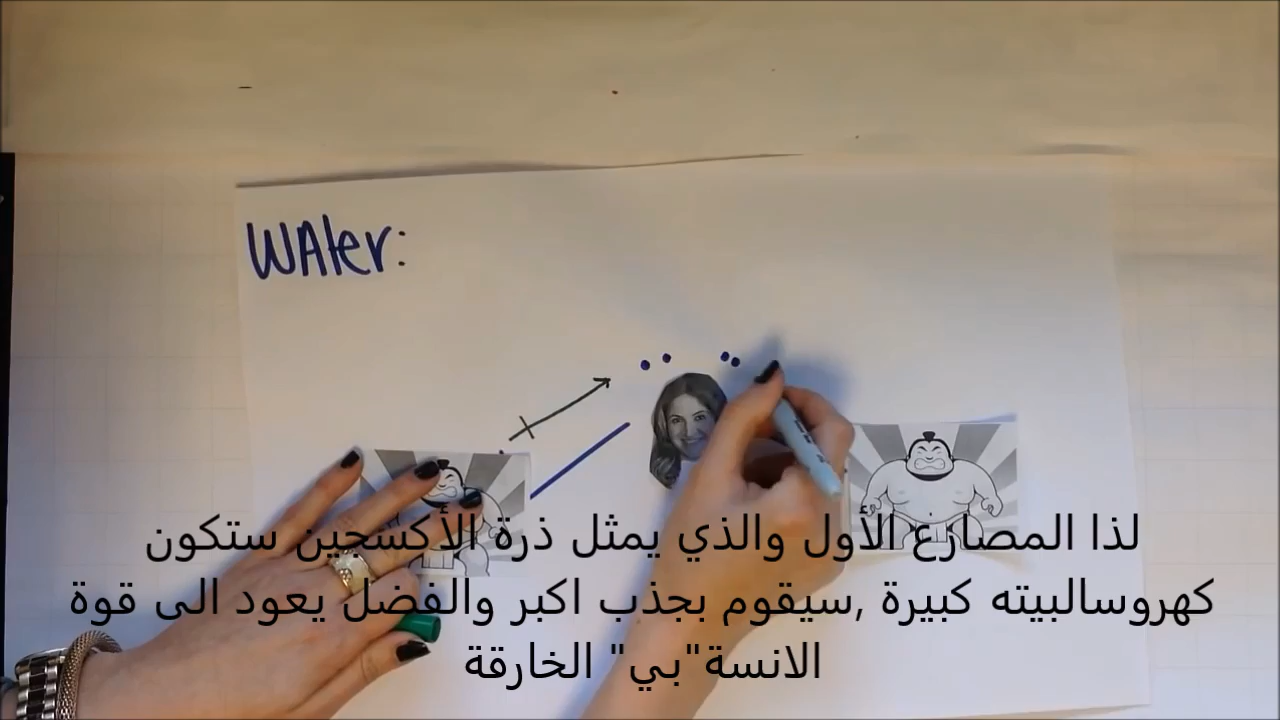 WAter:
لذا المصارع الأول والذي يمثل ذرة الأكسجين ستكون
كهروسالبيته كبيرة ,سيقوم بجذب اكبر والفضل يعود الى قوة
الانسة"بي" الخارقة